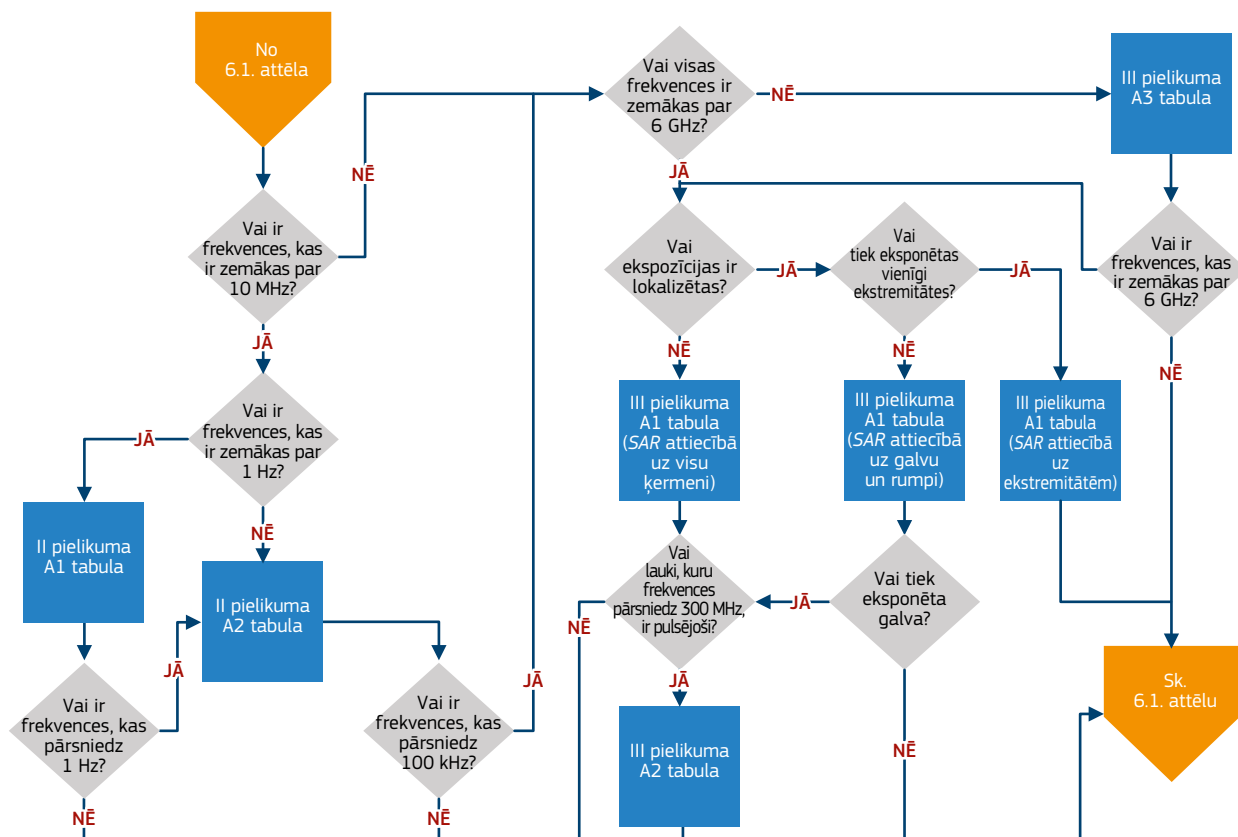 No
6.1. attēla
NĒ
Vai ir
frekvences, kas
ir zemākas par
10 MHz?
JĀ
Vai ir
frekvences, kas
ir zemākas par
1 Hz?
JĀ
NĒ
II pielikuma
A1 tabula
II pielikuma
A2 tabula
JĀ
Vai ir
frekvences, kas
pārsniedz
1 Hz?
NĒ
Vai ir
frekvences, kas
pārsniedz
100 kHz?
JĀ
NĒ
Vai visas
frekvences ir
zemākas par
6 GHz?
NĒ
III pielikuma
A3 tabula
JĀ
Vai
ekspozīcijas ir
lokalizētas?
JĀ
Vai
tiek eksponētas
vienīgi
ekstremitātes?
JĀ
Vai ir
frekvences, kas
ir zemākas par
6 GHz?
NĒ
NĒ
NĒ
III pielikuma
A1 tabula
(SAR attiecībā
uz visu
ķermeni)
III pielikuma
A1 tabula
(SAR attiecībā
uz galvu
un rumpi)
III pielikuma
A1 tabula
(SAR attiecībā
uz
ekstremitātēm)
Vai
lauki, kuru
frekvences
pārsniedz 300 MHz,
ir pulsējoši?
NĒ
JĀ
Vai tiek
eksponēta
galva?
JĀ
III pielikuma
A2 tabula
NĒ
Sk.
6.1. attēlu